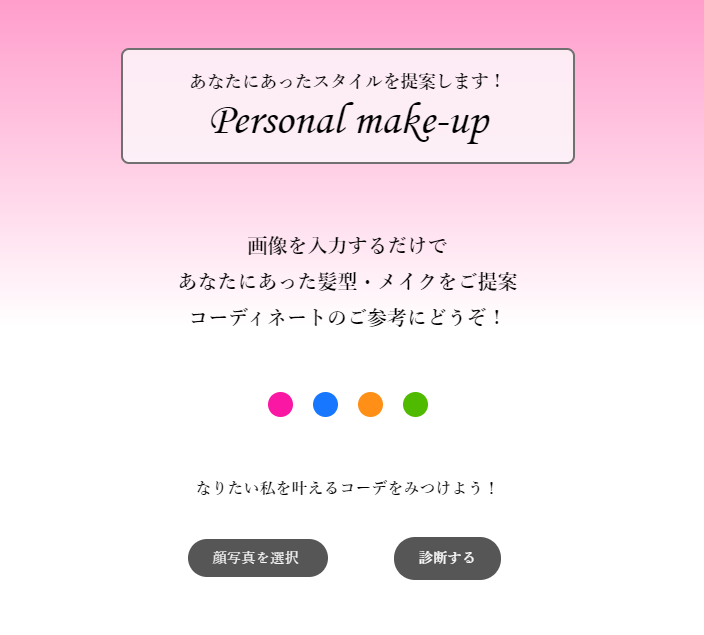 あなたにあったスタイルを提案します！
Personal make-up
画像を入力するだけで
あなたにあった髪型・メイクをご提案
コーディネートのご参考にどうぞ！
なりたい私を叶えるコーデをみつけよう！
顔写真を選択
診断する